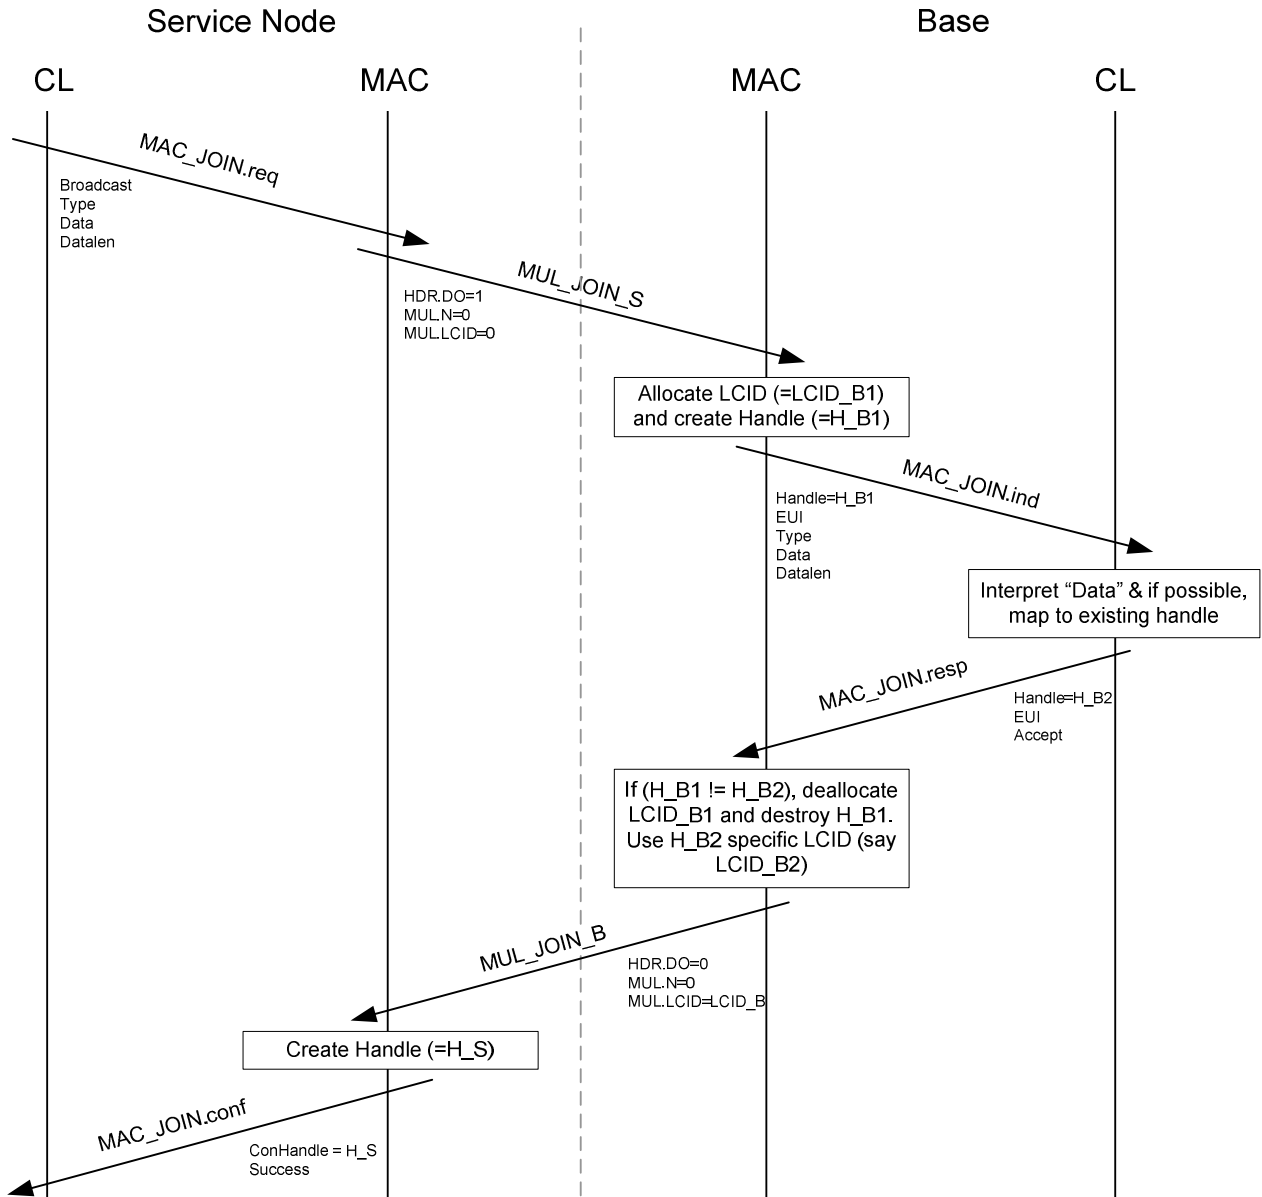 Service Node
Base
CL
MAC
MAC
CL
MAC_JOIN.req
Broadcast
Type
Data
Datalen
MUL_JOIN_S
HDR.DO=1
MUL.N=0
MUL.LCID=0
Allocate LCID (=LCID_B1)
and create Handle (=H_B1)
MAC_JOIN.ind
Handle=H_B1
EUI
Type
Data
Datalen
Interpret “Data” & if possible,
map to existing handle
MAC_JOIN.resp
Handle=H_B2
EUI
Accept
If (H_B1 != H_B2), deallocate
LCID_B1 and destroy H_B1.
Use H_B2 specific LCID (say
LCID_B2)
MUL_JOIN_B
HDR.DO=0
MUL.N=0
MUL.LCID=LCID_B
Create Handle (=H_S)
MAC_JOIN.conf
ConHandle = H_S
Success